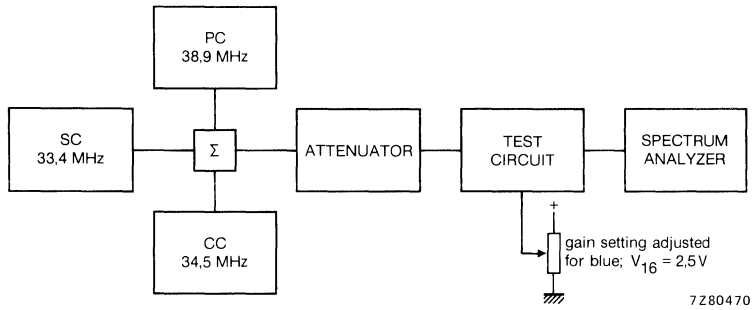 PC
38,9 MHz
SC
33,4 MHz
Σ
ATTENUATOR
TEST
CIRCUIT
SPECTRUM
ANALYZER
CC
34,5 MHz
+
gain setting adjusted
for blue; V16 = 2,5 V
7Z80470